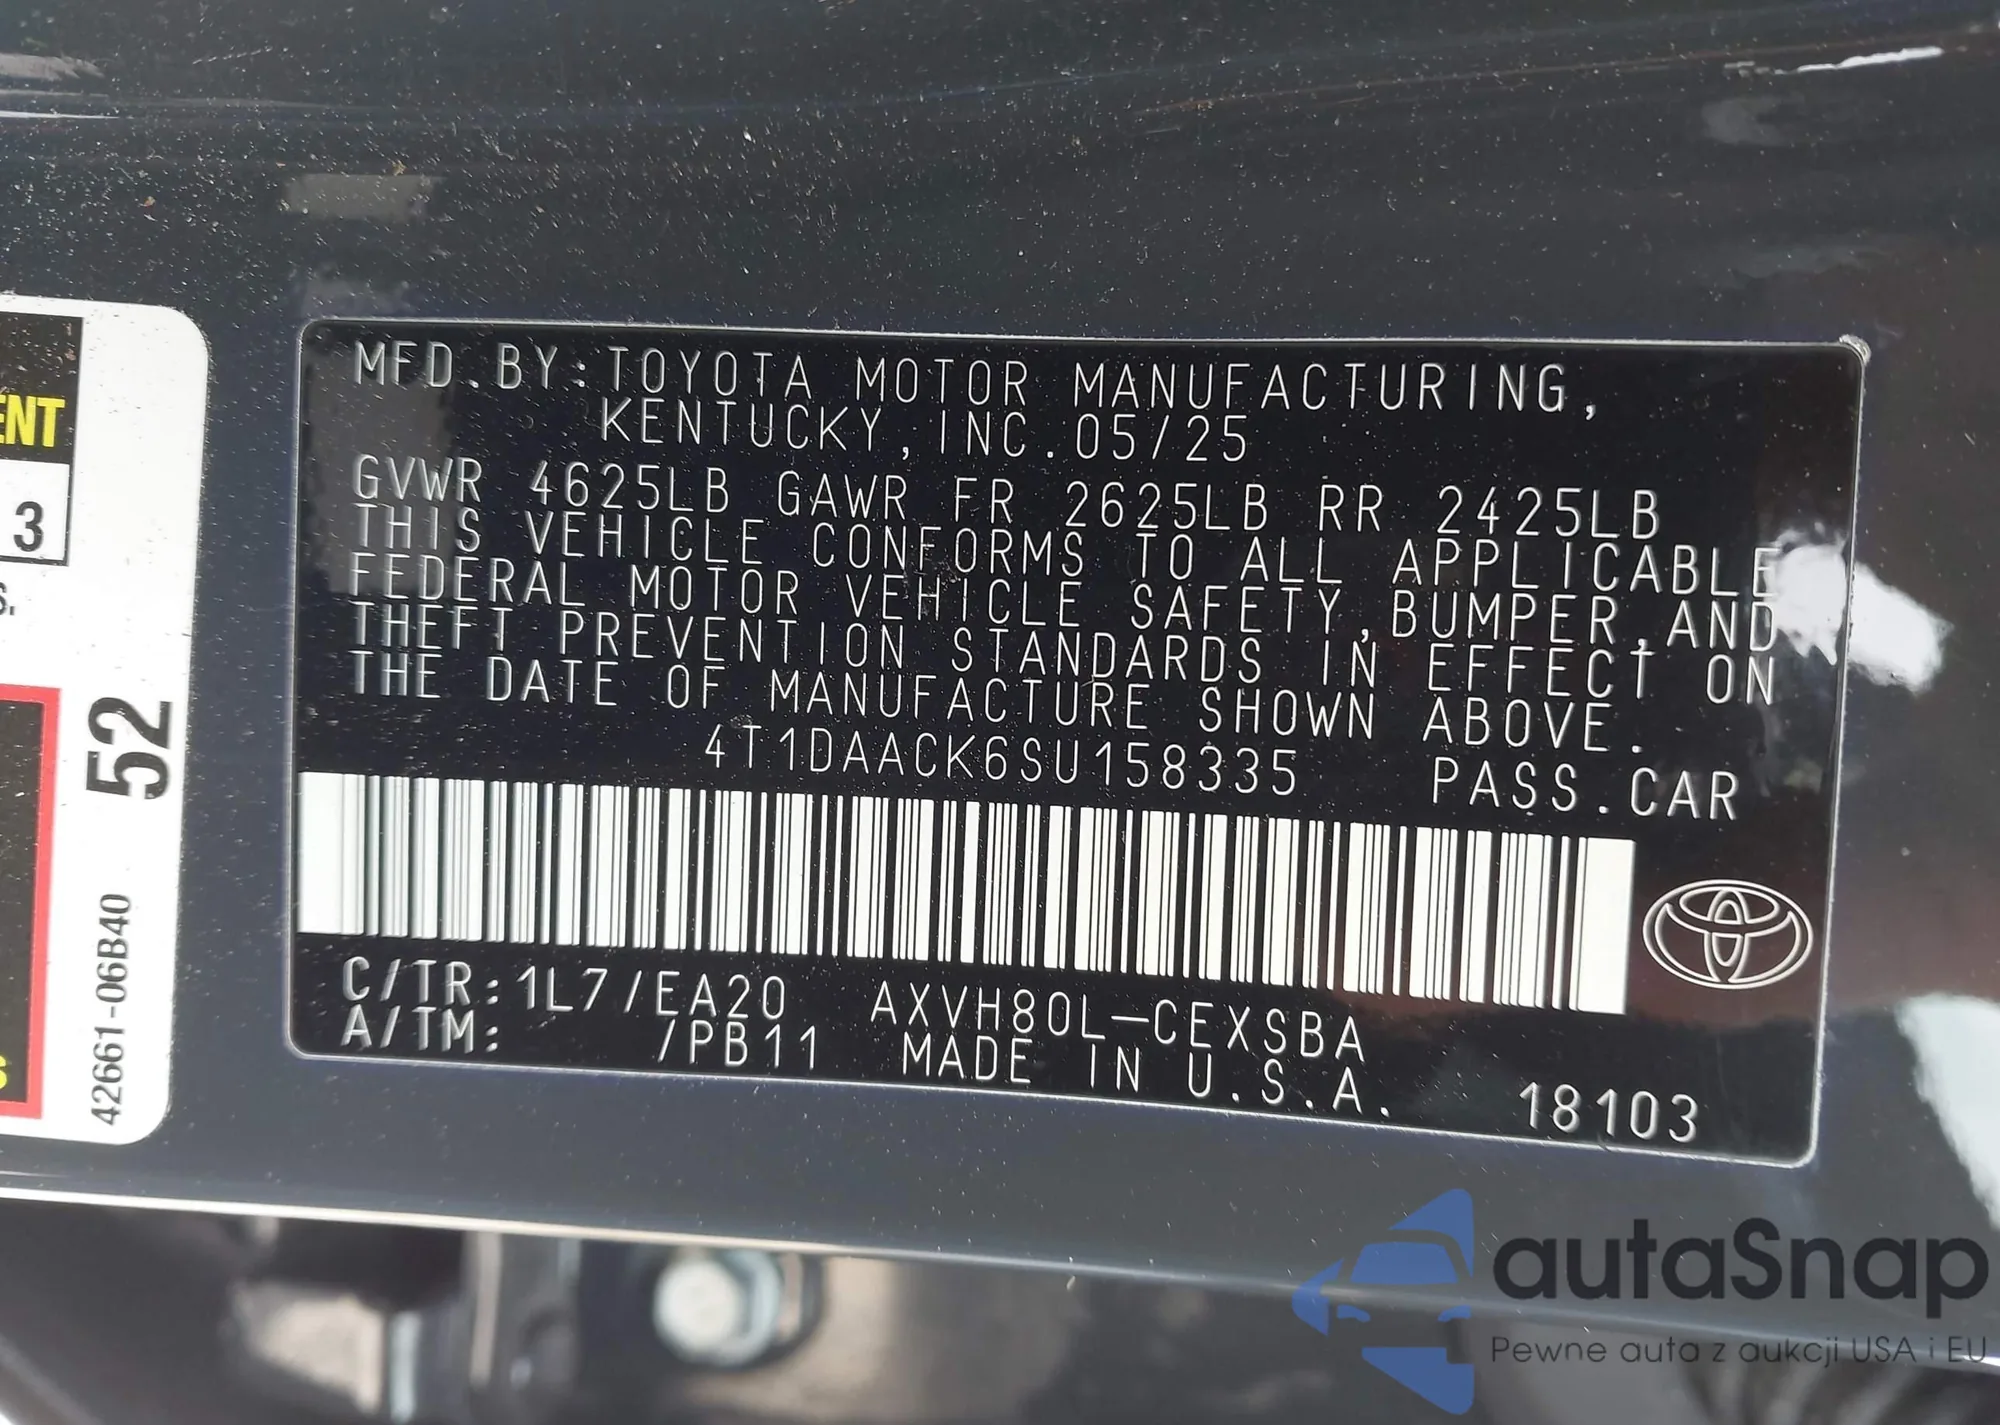 MFD.BY:TOYOTA MOTOR MANUFACTURING,
KENTUCKY,INC.05/25
GVWR 4625LB GAWR FR 2625LB RR 2425LB
THIS VEHICLE CONFORMS TO ALL APPLICABLE
FEDERAL MOTOR VEHICLE SAFETY,BUMPER,AND
THEFT PREVENTION STANDARDS IN EFFECT ON
THE DATE OF MANUFACTURE SHOWN ABOVE.
4T1DAACK6SU158335 PASS.CAR
C/TR:1L7/EA20 AXVH80L-CEXSBA
A/TM: /PB11 MADE IN U.S.A.
18103
ENT
3
S.
52
42661-06B40
S
autaSnap
Pewne auta z aukcji USA i EU